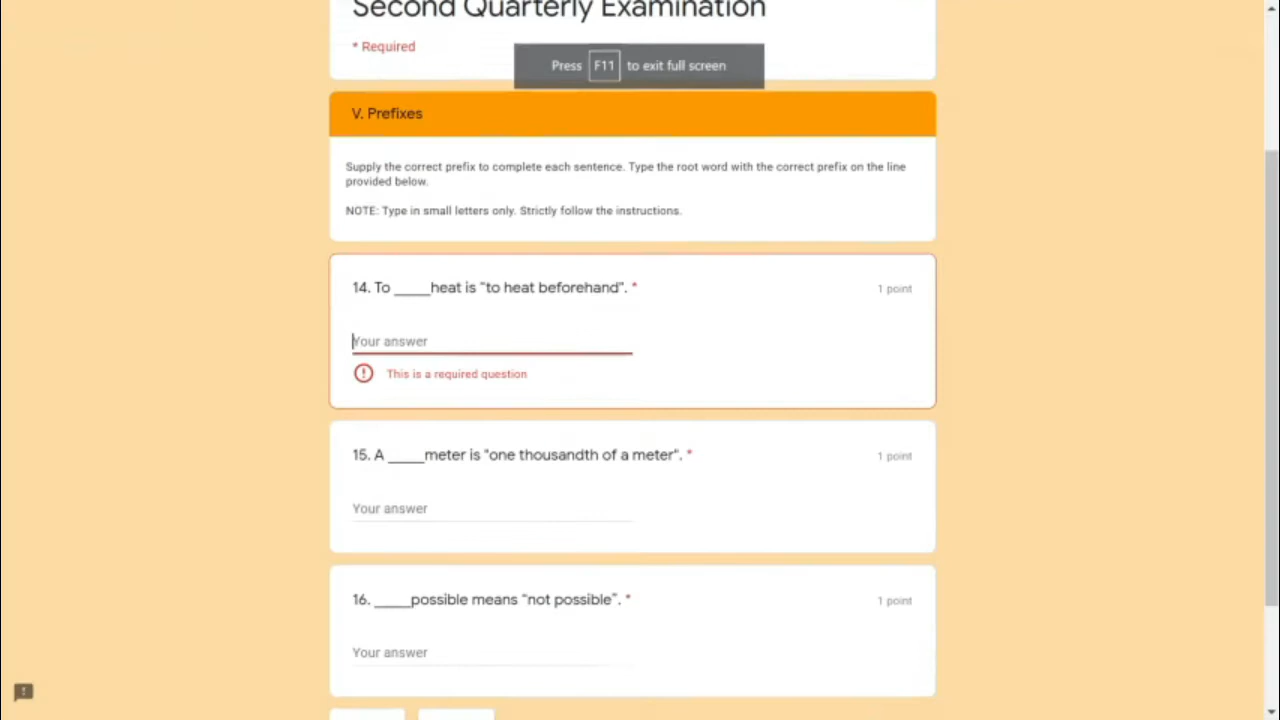 Second Quarterly Examination
* Required
Press F11 to exit full screen
V. Prefixes
Supply the correct prefix to complete each sentence. Type the root word with the correct prefix on the line
provided below.
NOTE: Type in small letters only. Strictly follow the instructions.
14. To _____heat is "to heat beforehand". *
1 point
Your answer
This is a required question
15. A _____meter is "one thousandth of a meter". *
1 point
Your answer
16. _____possible means "not possible". *
1 point
Your answer